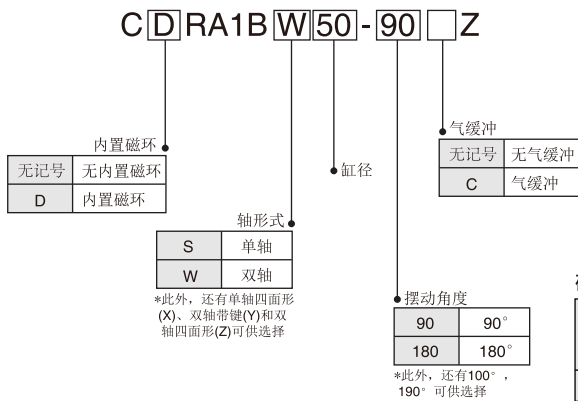 CDRA1BW50-90□Z
内置磁环
无记号 无内置磁环
D 内置磁环
轴形式
S 单轴
W 双轴
*此外，还有单轴四面形
(X)、双轴带键(Y)和双
轴四面形(Z)可供选择
缸径
摆动角度
90 90°
180 180°
*此外，还有100°，
190°可供选择
气缓冲
无记号 无气缓冲
C 气缓冲